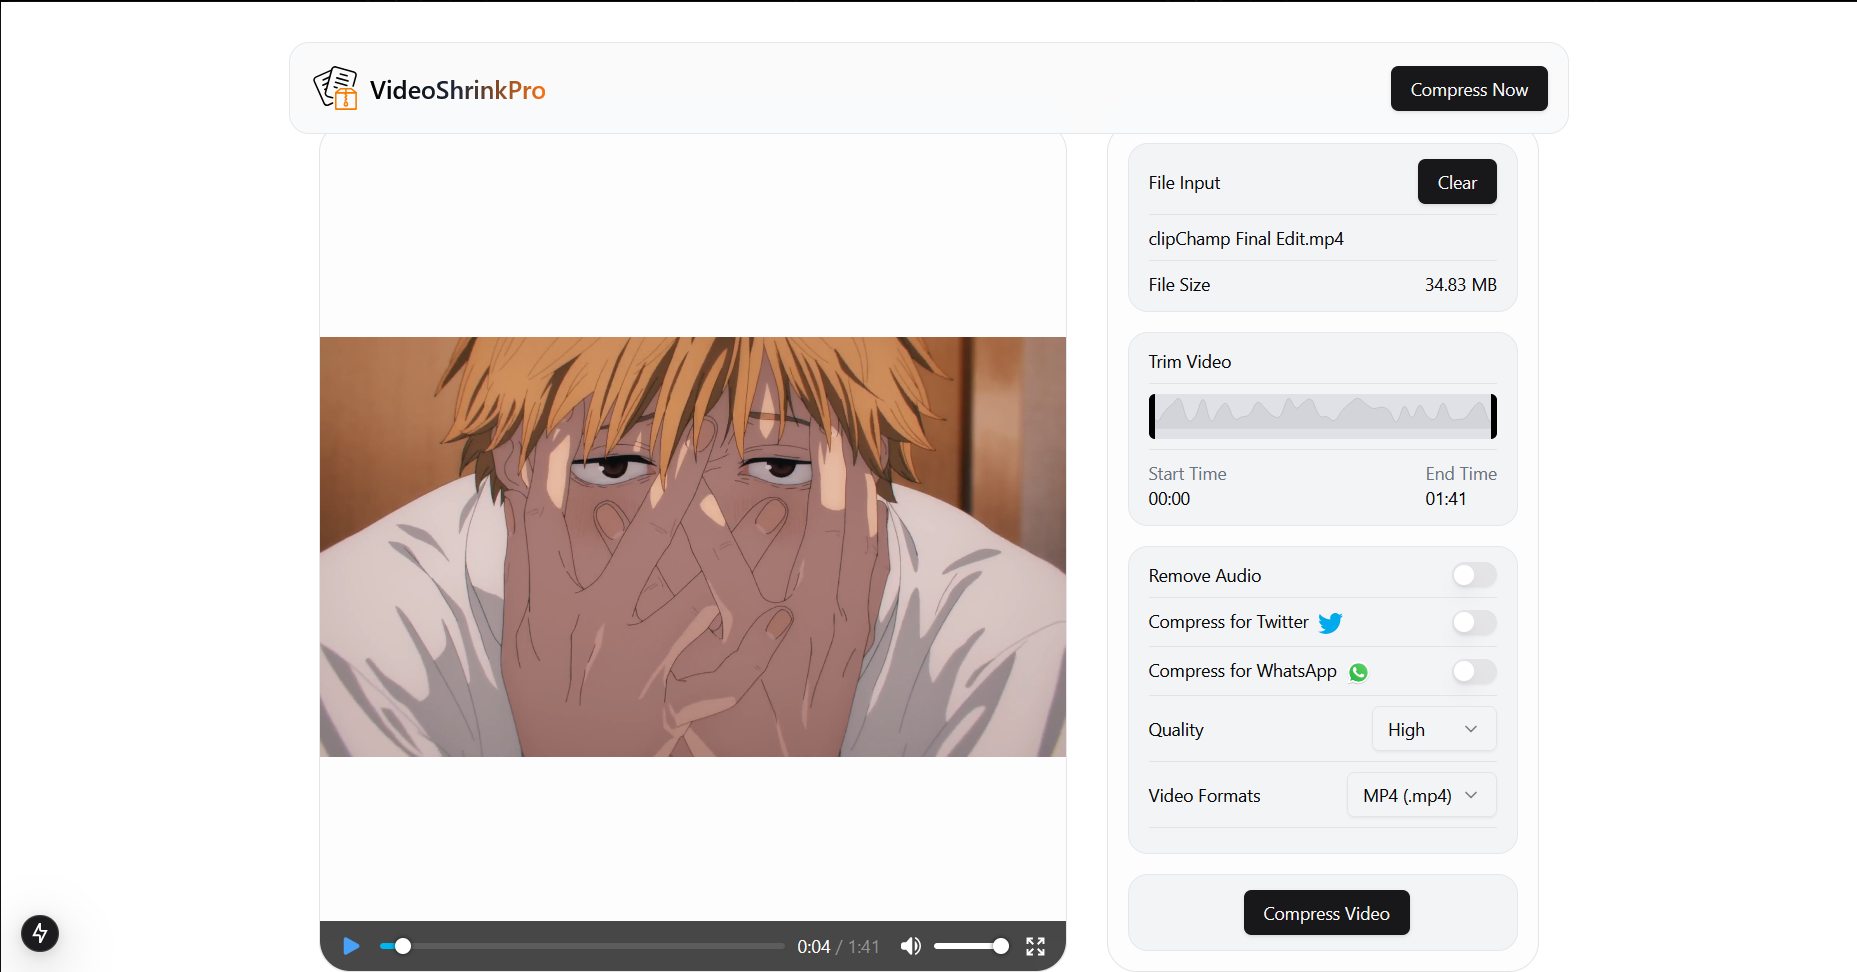 VideoShrinkPro
Compress Now
File Input
Clear
clipChamp Final Edit.mp4
File Size
34.83 MB
Trim Video
Start Time
End Time
00:00
01:41
Remove Audio
Compress for Twitter
Compress for WhatsApp
Quality
High
Video Formats
MP4 (.mp4)
Compress Video
0:04 / 1:41